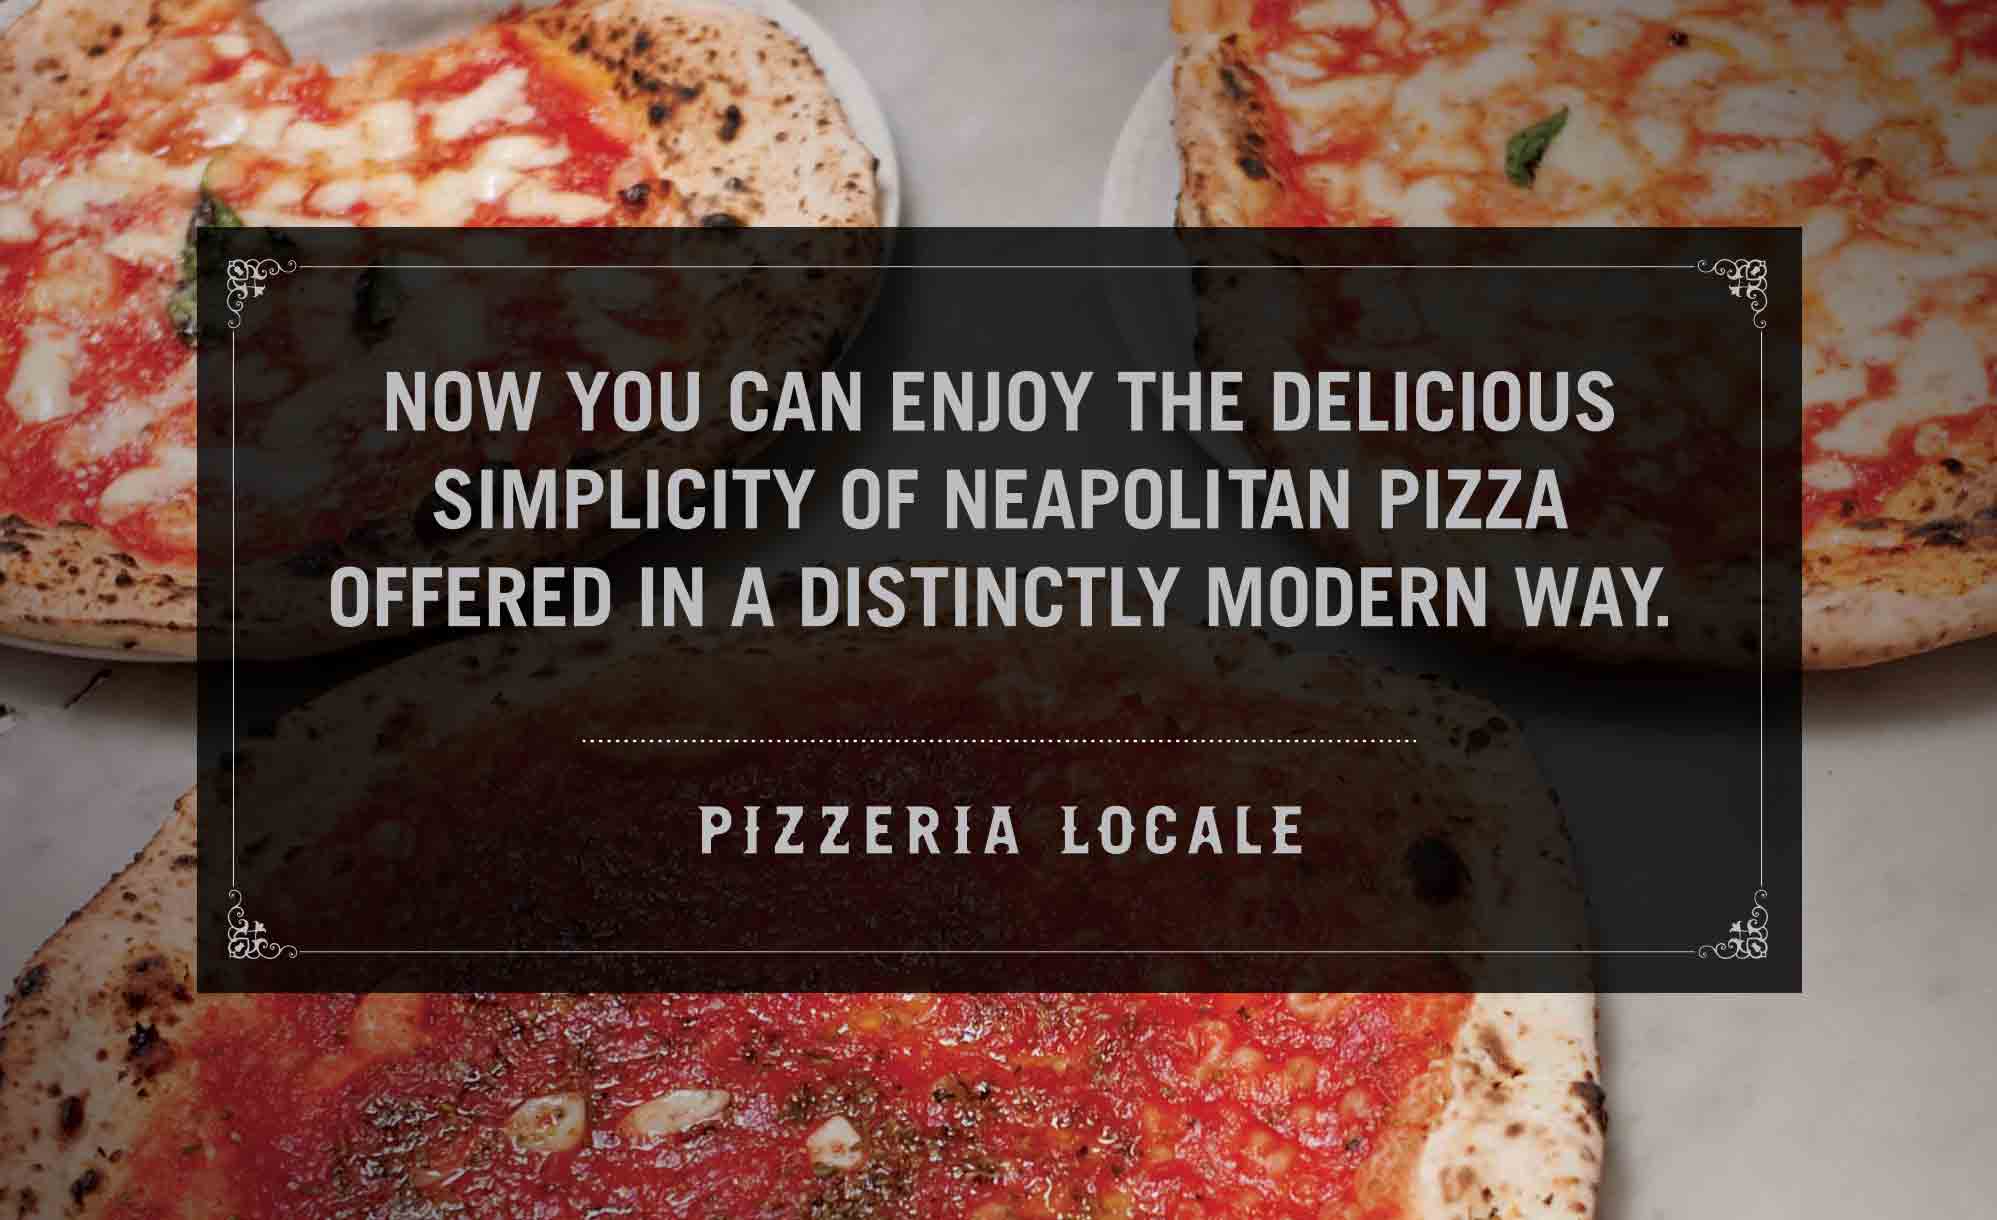 NOW YOU CAN ENJOY THE DELICIOUS
SIMPLICITY OF NEAPOLITAN PIZZA
OFFERED IN A DISTINCTLY MODERN WAY.
PIZZERIA LOCALE